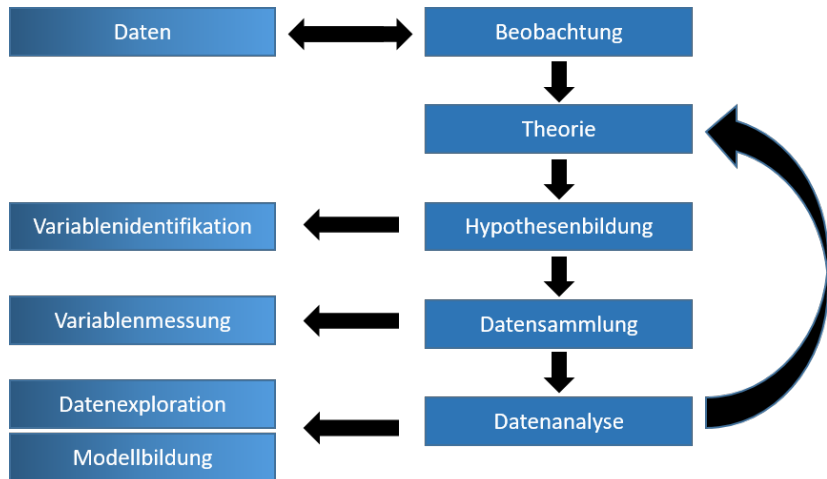 Daten
Beobachtung
Theorie
Variablenidentifikation
Hypothesenbildung
Variablenmessung
Datensammlung
Datenexploration
Datenanalyse
Modellbildung